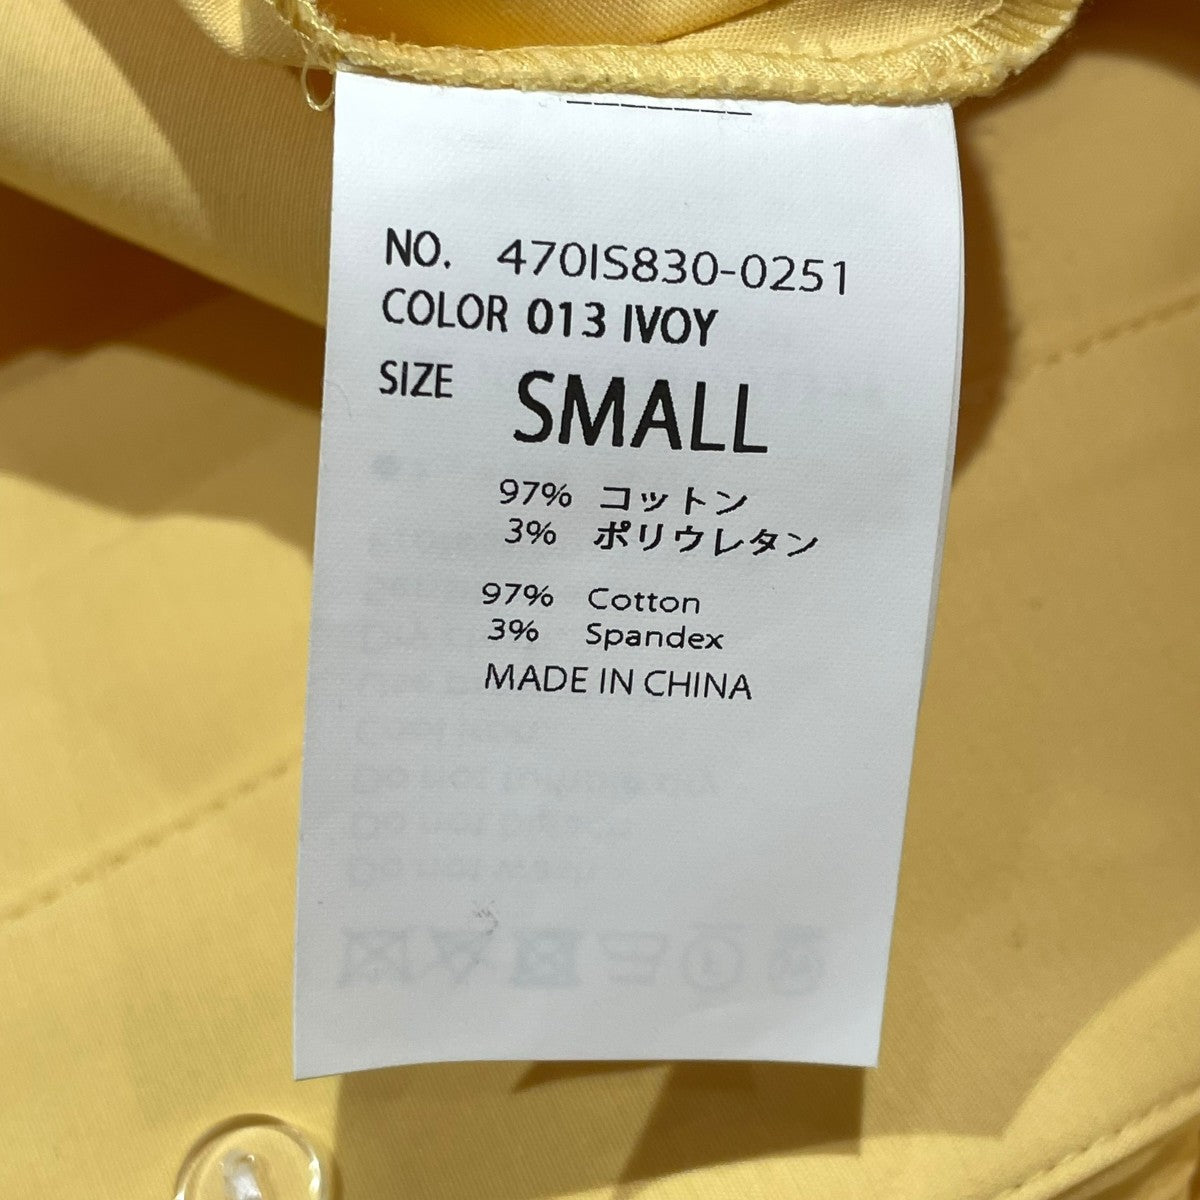 NO. 470IS830-0251
COLOR 013 IVOY
SIZE SMALL
97% コットン
3% ポリウレタン
97% Cotton
3% Spandex
MADE IN CHINA